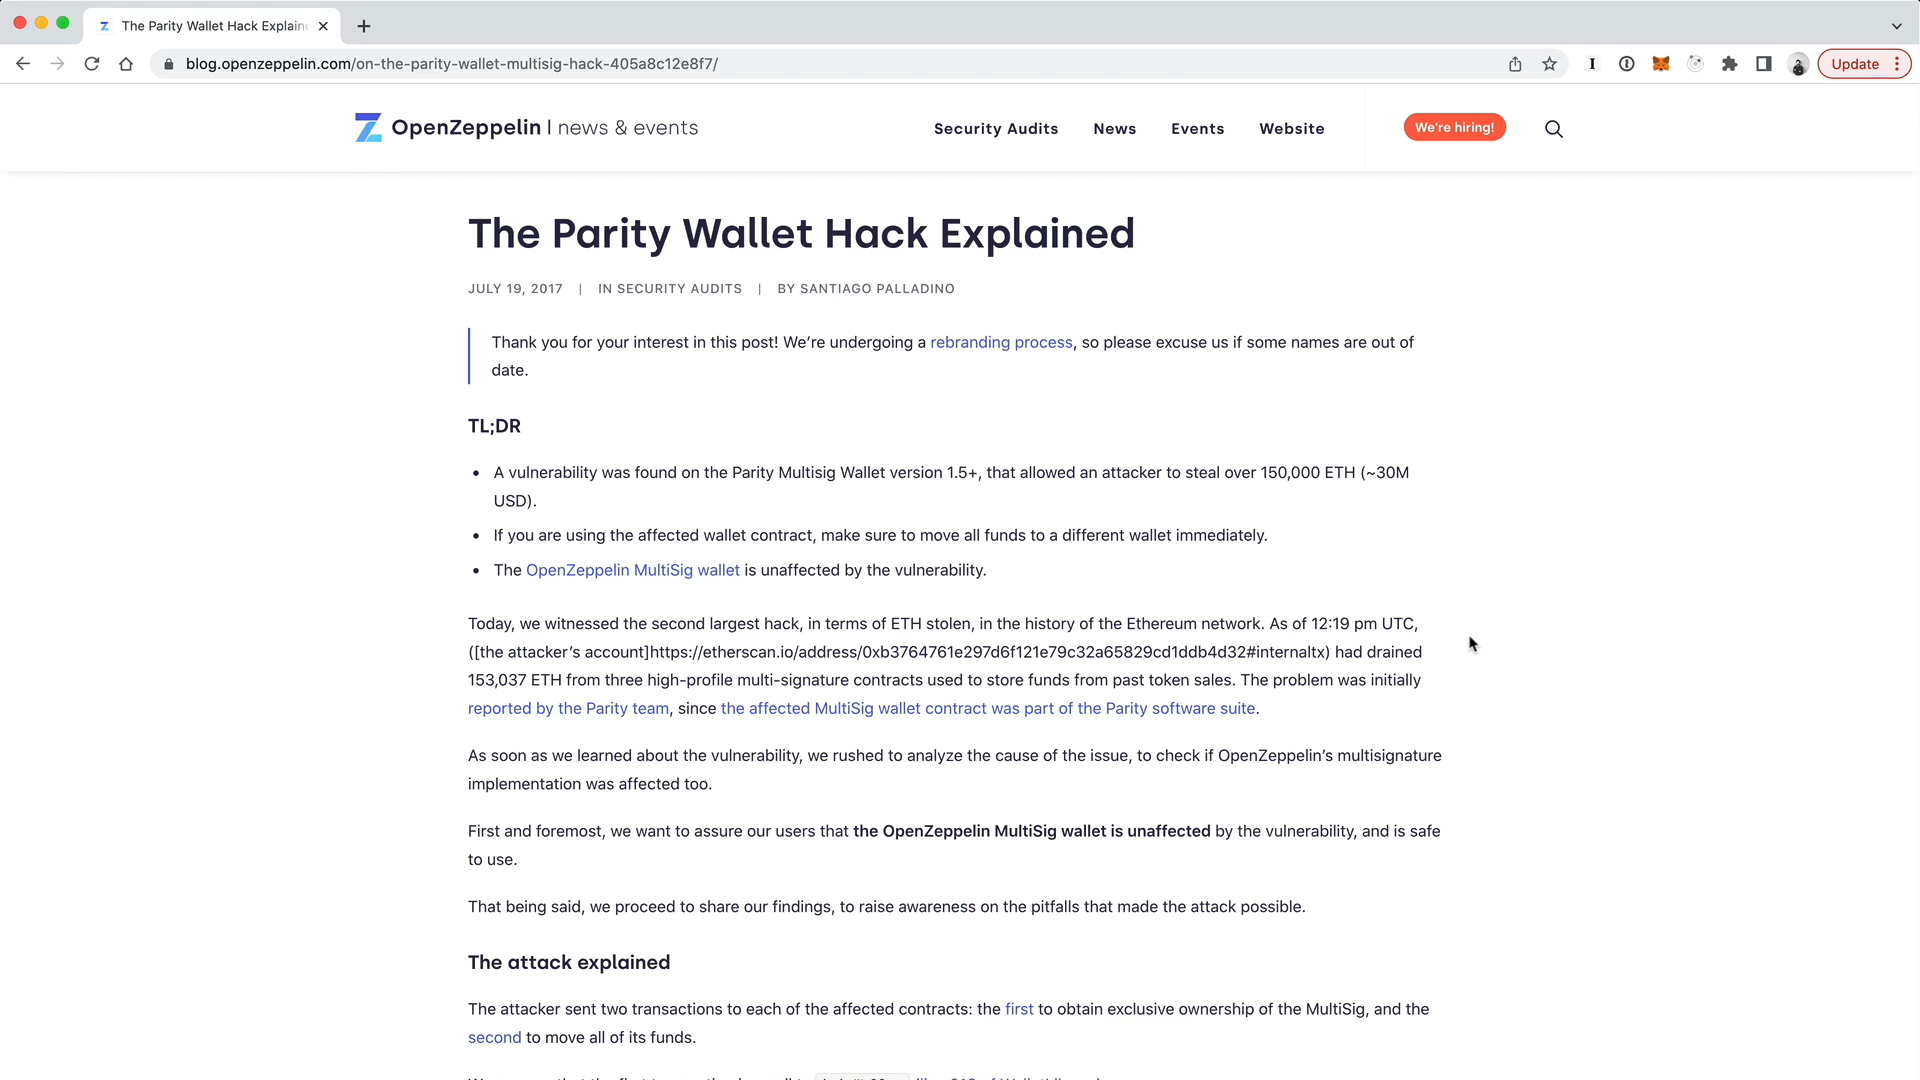 The Parity Wallet Hack Explain
blog.openzeppelin.com/on-the-parity-wallet-multisig-hack-405a8c12e8f7/
Update
OpenZeppelin | news & events
Security Audits
News
Events
Website
We're hiring!
The Parity Wallet Hack Explained
JULY 19, 2017 | IN SECURITY AUDITS | BY SANTIAGO PALLADINO
Thank you for your interest in this post! We’re undergoing a rebranding process, so please excuse us if some names are out of
date.
TL;DR
• A vulnerability was found on the Parity Multisig Wallet version 1.5+, that allowed an attacker to steal over 150,000 ETH (~30M
USD).
• If you are using the affected wallet contract, make sure to move all funds to a different wallet immediately.
• The OpenZeppelin MultiSig wallet is unaffected by the vulnerability.
Today, we witnessed the second largest hack, in terms of ETH stolen, in the history of the Ethereum network. As of 12:19 pm UTC,
([the attacker’s account]https://etherscan.io/address/0xb3764761e297d6f121e79c32a65829cd1ddb4d32#internaltx) had drained
153,037 ETH from three high-profile multi-signature contracts used to store funds from past token sales. The problem was initially
reported by the Parity team, since the affected MultiSig wallet contract was part of the Parity software suite.
As soon as we learned about the vulnerability, we rushed to analyze the cause of the issue, to check if OpenZeppelin’s multisignature
implementation was affected too.
First and foremost, we want to assure our users that the OpenZeppelin MultiSig wallet is unaffected by the vulnerability, and is safe
to use.
That being said, we proceed to share our findings, to raise awareness on the pitfalls that made the attack possible.
The attack explained
The attacker sent two transactions to each of the affected contracts: the first to obtain exclusive ownership of the MultiSig, and the
second to move all of its funds.